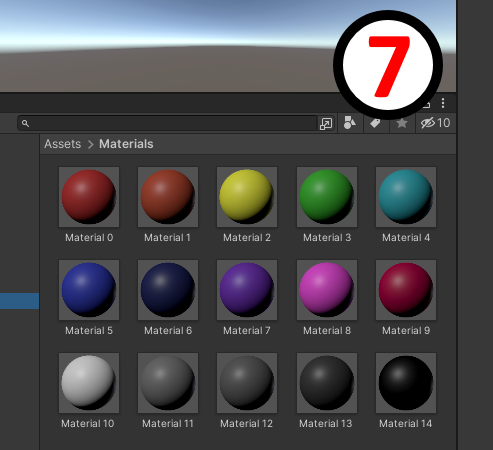 7
10
Assets > Materials
Material 0 Material 1 Material 2 Material 3 Material 4
Material 5 Material 6 Material 7 Material 8 Material 9
Material 10 Material 11 Material 12 Material 13 Material 14